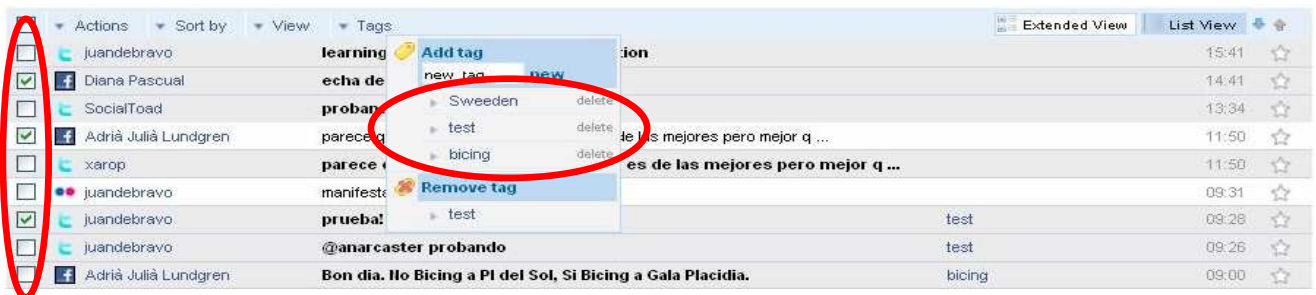 Actions Sort by View Tags Extended View List View
juandebravo learning tion 15:41
Add tag
Diana Pascual echa de 14:41
new_tag new
SocialToad proban 13:34
Sweeden delete
test delete
Adrià Julià Lundgren parece q de las mejores pero mejor q ... 11:50
bicing delete
xarop parece es de las mejores pero mejor q ... 11:50
Remove tag
juandebravo manifesta 09:31
test
juandebravo prueba! test 09:28
juandebravo @anarcaster probando test 09:26
Adrià Julià Lundgren Bon dia. No Bicing a Pl del Sol, Si Bicing a Gala Placidia. bicing 09:00